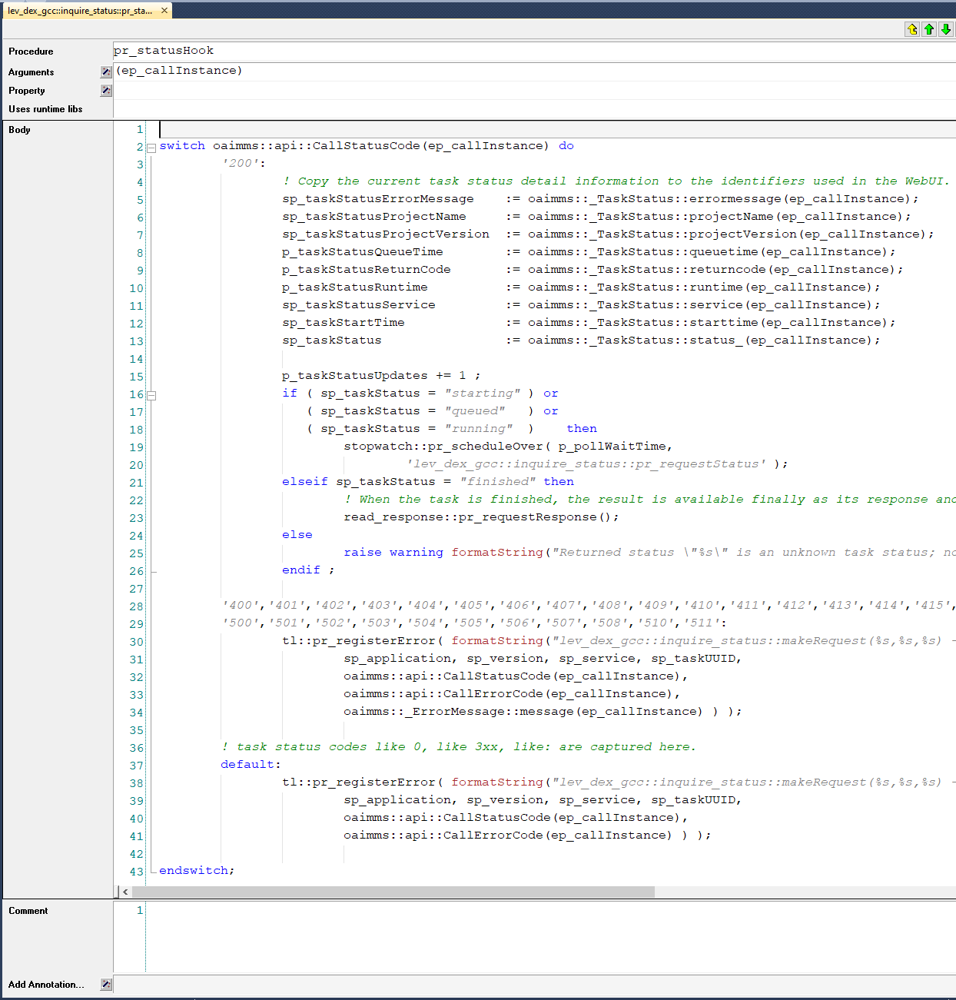 lev_dex_gcc::inquire_status::pr_sta... ×
Procedure pr_statusHook
Arguments (ep_callInstance)
Property
Uses runtime libs
Body
1
2 switch oaimms::api::CallStatusCode(ep_callInstance) do
3 '200':
4 ! Copy the current task status detail information to the identifiers used in the WebUI.
5 sp_taskStatusErrorMessage := oaimms::_TaskStatus::errormessage(ep_callInstance);
6 sp_taskStatusProjectName := oaimms::_TaskStatus::projectName(ep_callInstance);
7 sp_taskStatusProjectVersion := oaimms::_TaskStatus::projectVersion(ep_callInstance);
8 p_taskStatusQueueTime := oaimms::_TaskStatus::queuetime(ep_callInstance);
9 p_taskStatusReturnCode := oaimms::_TaskStatus::returncode(ep_callInstance);
10 p_taskStatusRuntime := oaimms::_TaskStatus::runtime(ep_callInstance);
11 sp_taskStatusService := oaimms::_TaskStatus::service(ep_callInstance);
12 sp_taskStartTime := oaimms::_TaskStatus::starttime(ep_callInstance);
13 sp_taskStatus := oaimms::_TaskStatus::status_(ep_callInstance);
14
15 p_taskStatusUpdates += 1 ;
16 if ( sp_taskStatus = "starting" ) or
17 ( sp_taskStatus = "queued" ) or
18 ( sp_taskStatus = "running" ) then
19 stopwatch::pr_scheduleOver( p_pollWaitTime,
20 'lev_dex_gcc::inquire_status::pr_requestStatus' );
21 elseif sp_taskStatus = "finished" then
22 ! When the task is finished, the result is available finally as its response and
23 read_response::pr_requestResponse();
24 else
25 raise warning formatString("Returned status \"%s\" is an unknown task status; no
26 endif ;
27
28 '400','401','402','403','404','405','406','407','408','409','410','411','412','413','414','415',
29 '500','501','502','503','504','505','506','507','508','510','511':
30 tl::pr_registerError( formatString("lev_dex_gcc::inquire_status::makeRequest(%s,%s,%s) -
31 sp_application, sp_version, sp_service, sp_taskUUID,
32 oaimms::api::CallStatusCode(ep_callInstance),
33 oaimms::api::CallErrorCode(ep_callInstance),
34 oaimms::_ErrorMessage::message(ep_callInstance) ) );
35
36 ! task status codes like 0, like 3xx, like: are captured here.
37 default:
38 tl::pr_registerError( formatString("lev_dex_gcc::inquire_status::makeRequest(%s,%s,%s) -
39 sp_application, sp_version, sp_service, sp_taskUUID,
40 oaimms::api::CallStatusCode(ep_callInstance),
41 oaimms::api::CallErrorCode(ep_callInstance) ) );
42
43 endswitch;
Comment 1
Add Annotation...